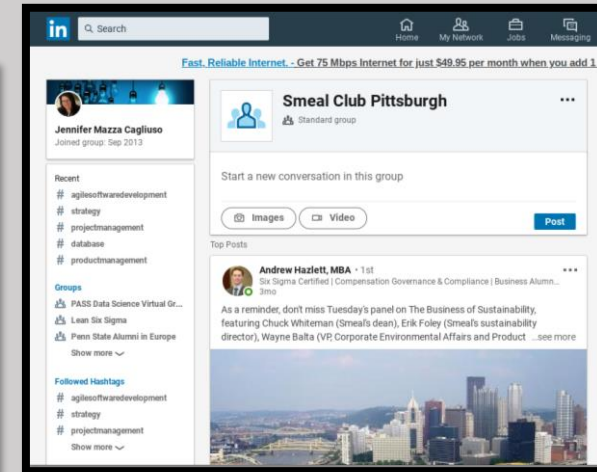 in
Search
Home
My Network
Jobs
Messaging
Fast, Reliable Internet. - Get 75 Mbps Internet for just $49.95 per month when you add 1
Jennifer Mazza Cagliuso
Joined group: Sep 2013
Recent
# agilesoftwaredevelopment
# strategy
# projectmanagement
# database
# productmanagement
Groups
PASS Data Science Virtual Gr...
Lean Six Sigma
Penn State Alumni in Europe
Show more
Followed Hashtags
# agilesoftwaredevelopment
# strategy
# projectmanagement
Show more
Smeal Club Pittsburgh
Standard group
Start a new conversation in this group
Images
Video
Post
Top Posts
Andrew Hazlett, MBA · 1st
Six Sigma Certified | Compensation Governance & Compliance | Business Alumn...
3mo
As a reminder, don't miss Tuesday's panel on The Business of Sustainability,
featuring Chuck Whiteman (Smeal's dean), Erik Foley (Smeal's sustainability
director), Wayne Balta (VP, Corporate Environmental Affairs and Product ...see more